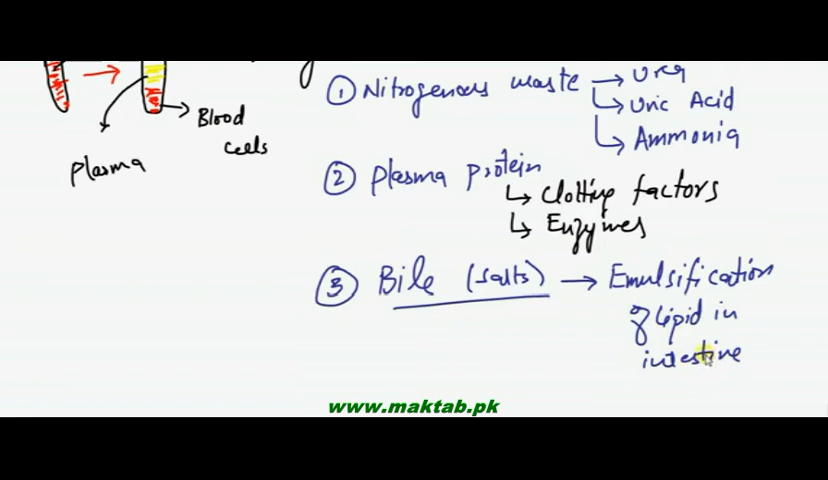 ① Nitrogenous waste → Urea
↳ Uric Acid
↳ Ammonia
Blood
cells
Plasma
② Plasma protein
↳ Clotting factors
↳ Enzymes
③ Bile (salts) → Emulsification
of Lipid in
intestine
www.maktab.pk